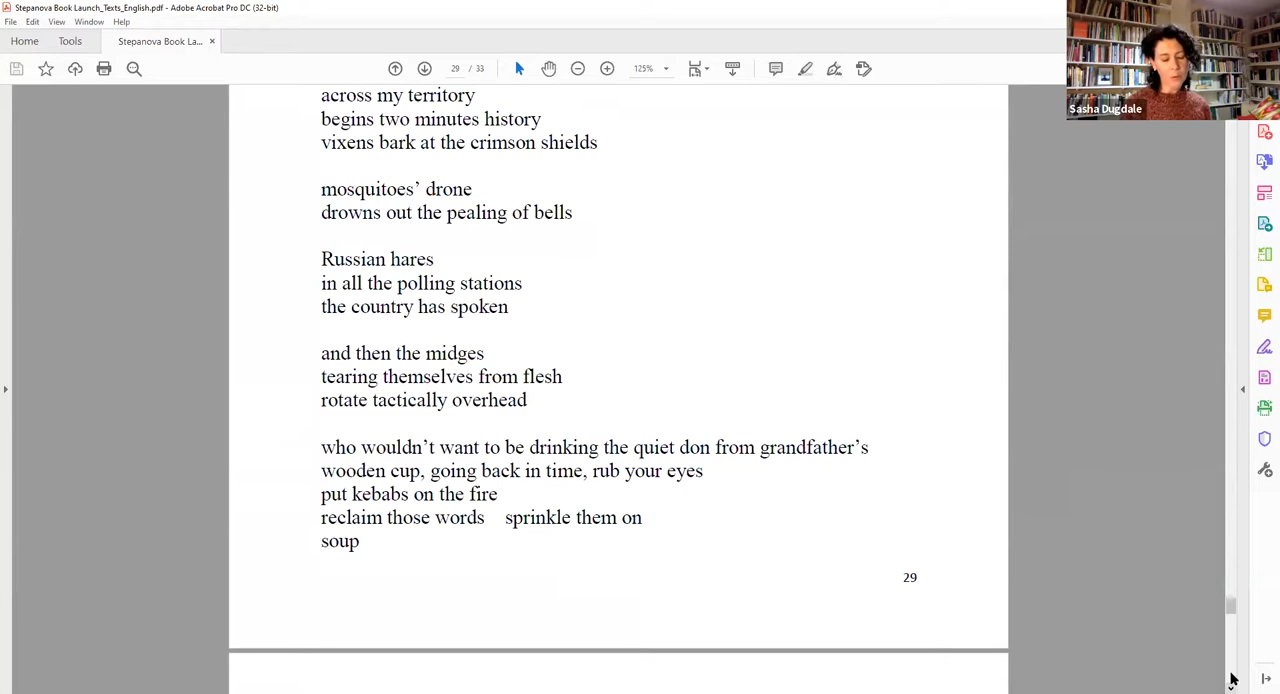 Stepanova Book Launch_Texts_English.pdf - Adobe Acrobat Pro DC (32-bit)
File Edit View Window Help
Home Tools Stepanova Book La... ×
29 / 33 125%
Sasha Dugdale
across my territory
begins two minutes history
vixens bark at the crimson shields
mosquitoes’ drone
drowns out the pealing of bells
Russian hares
in all the polling stations
the country has spoken
and then the midges
tearing themselves from flesh
rotate tactically overhead
who wouldn’t want to be drinking the quiet don from grandfather’s
wooden cup, going back in time, rub your eyes
put kebabs on the fire
reclaim those words sprinkle them on
soup
29